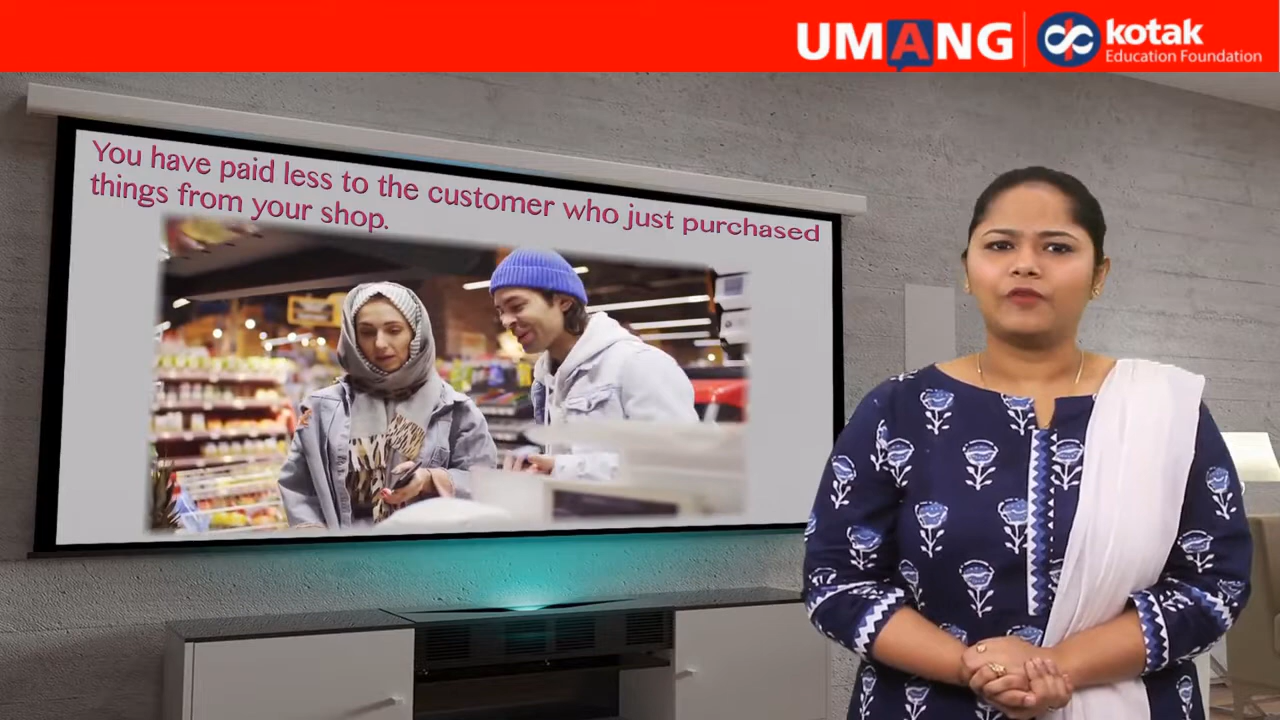 UMANG
kotak
Education Foundation
You have paid less to the customer who just purchased
things from your shop.